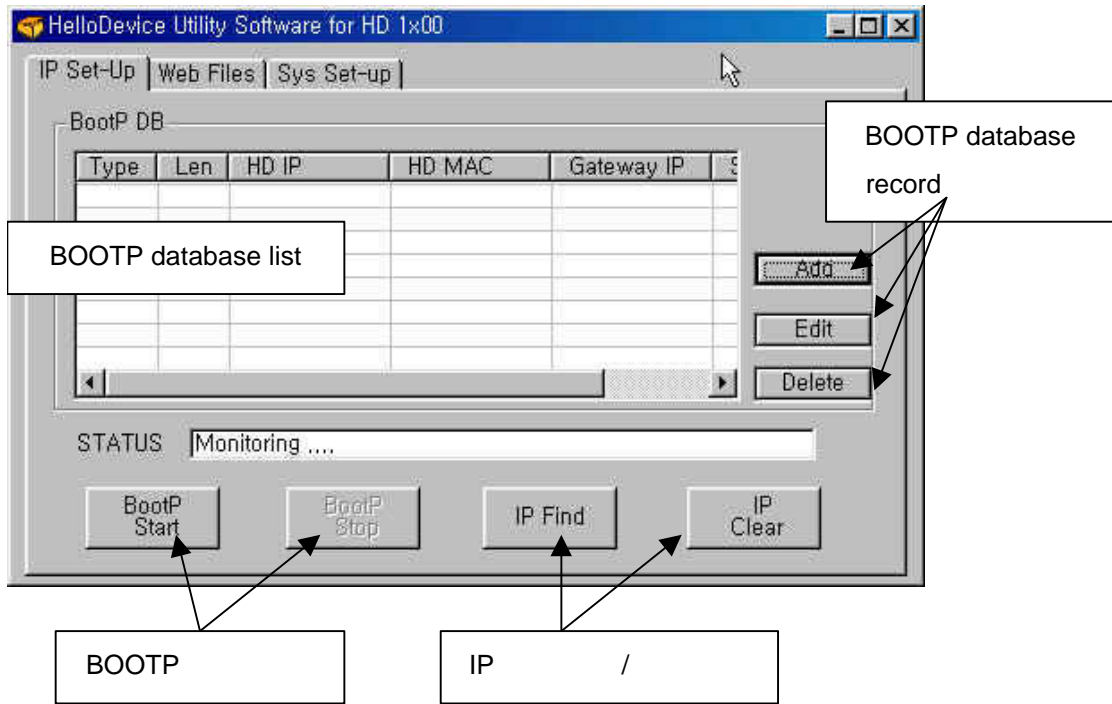 HelloDevice Utility Software for HD 1x00
IP Set-Up
Web Files
Sys Set-up
BootP DB
BOOTP database
record
Type Len HD IP HD MAC Gateway IP
BOOTP database list
Add
Edit
Delete
STATUS Monitoring ....
BootP
Start
BootP
Stop
IP Find
IP
Clear
BOOTP
IP /